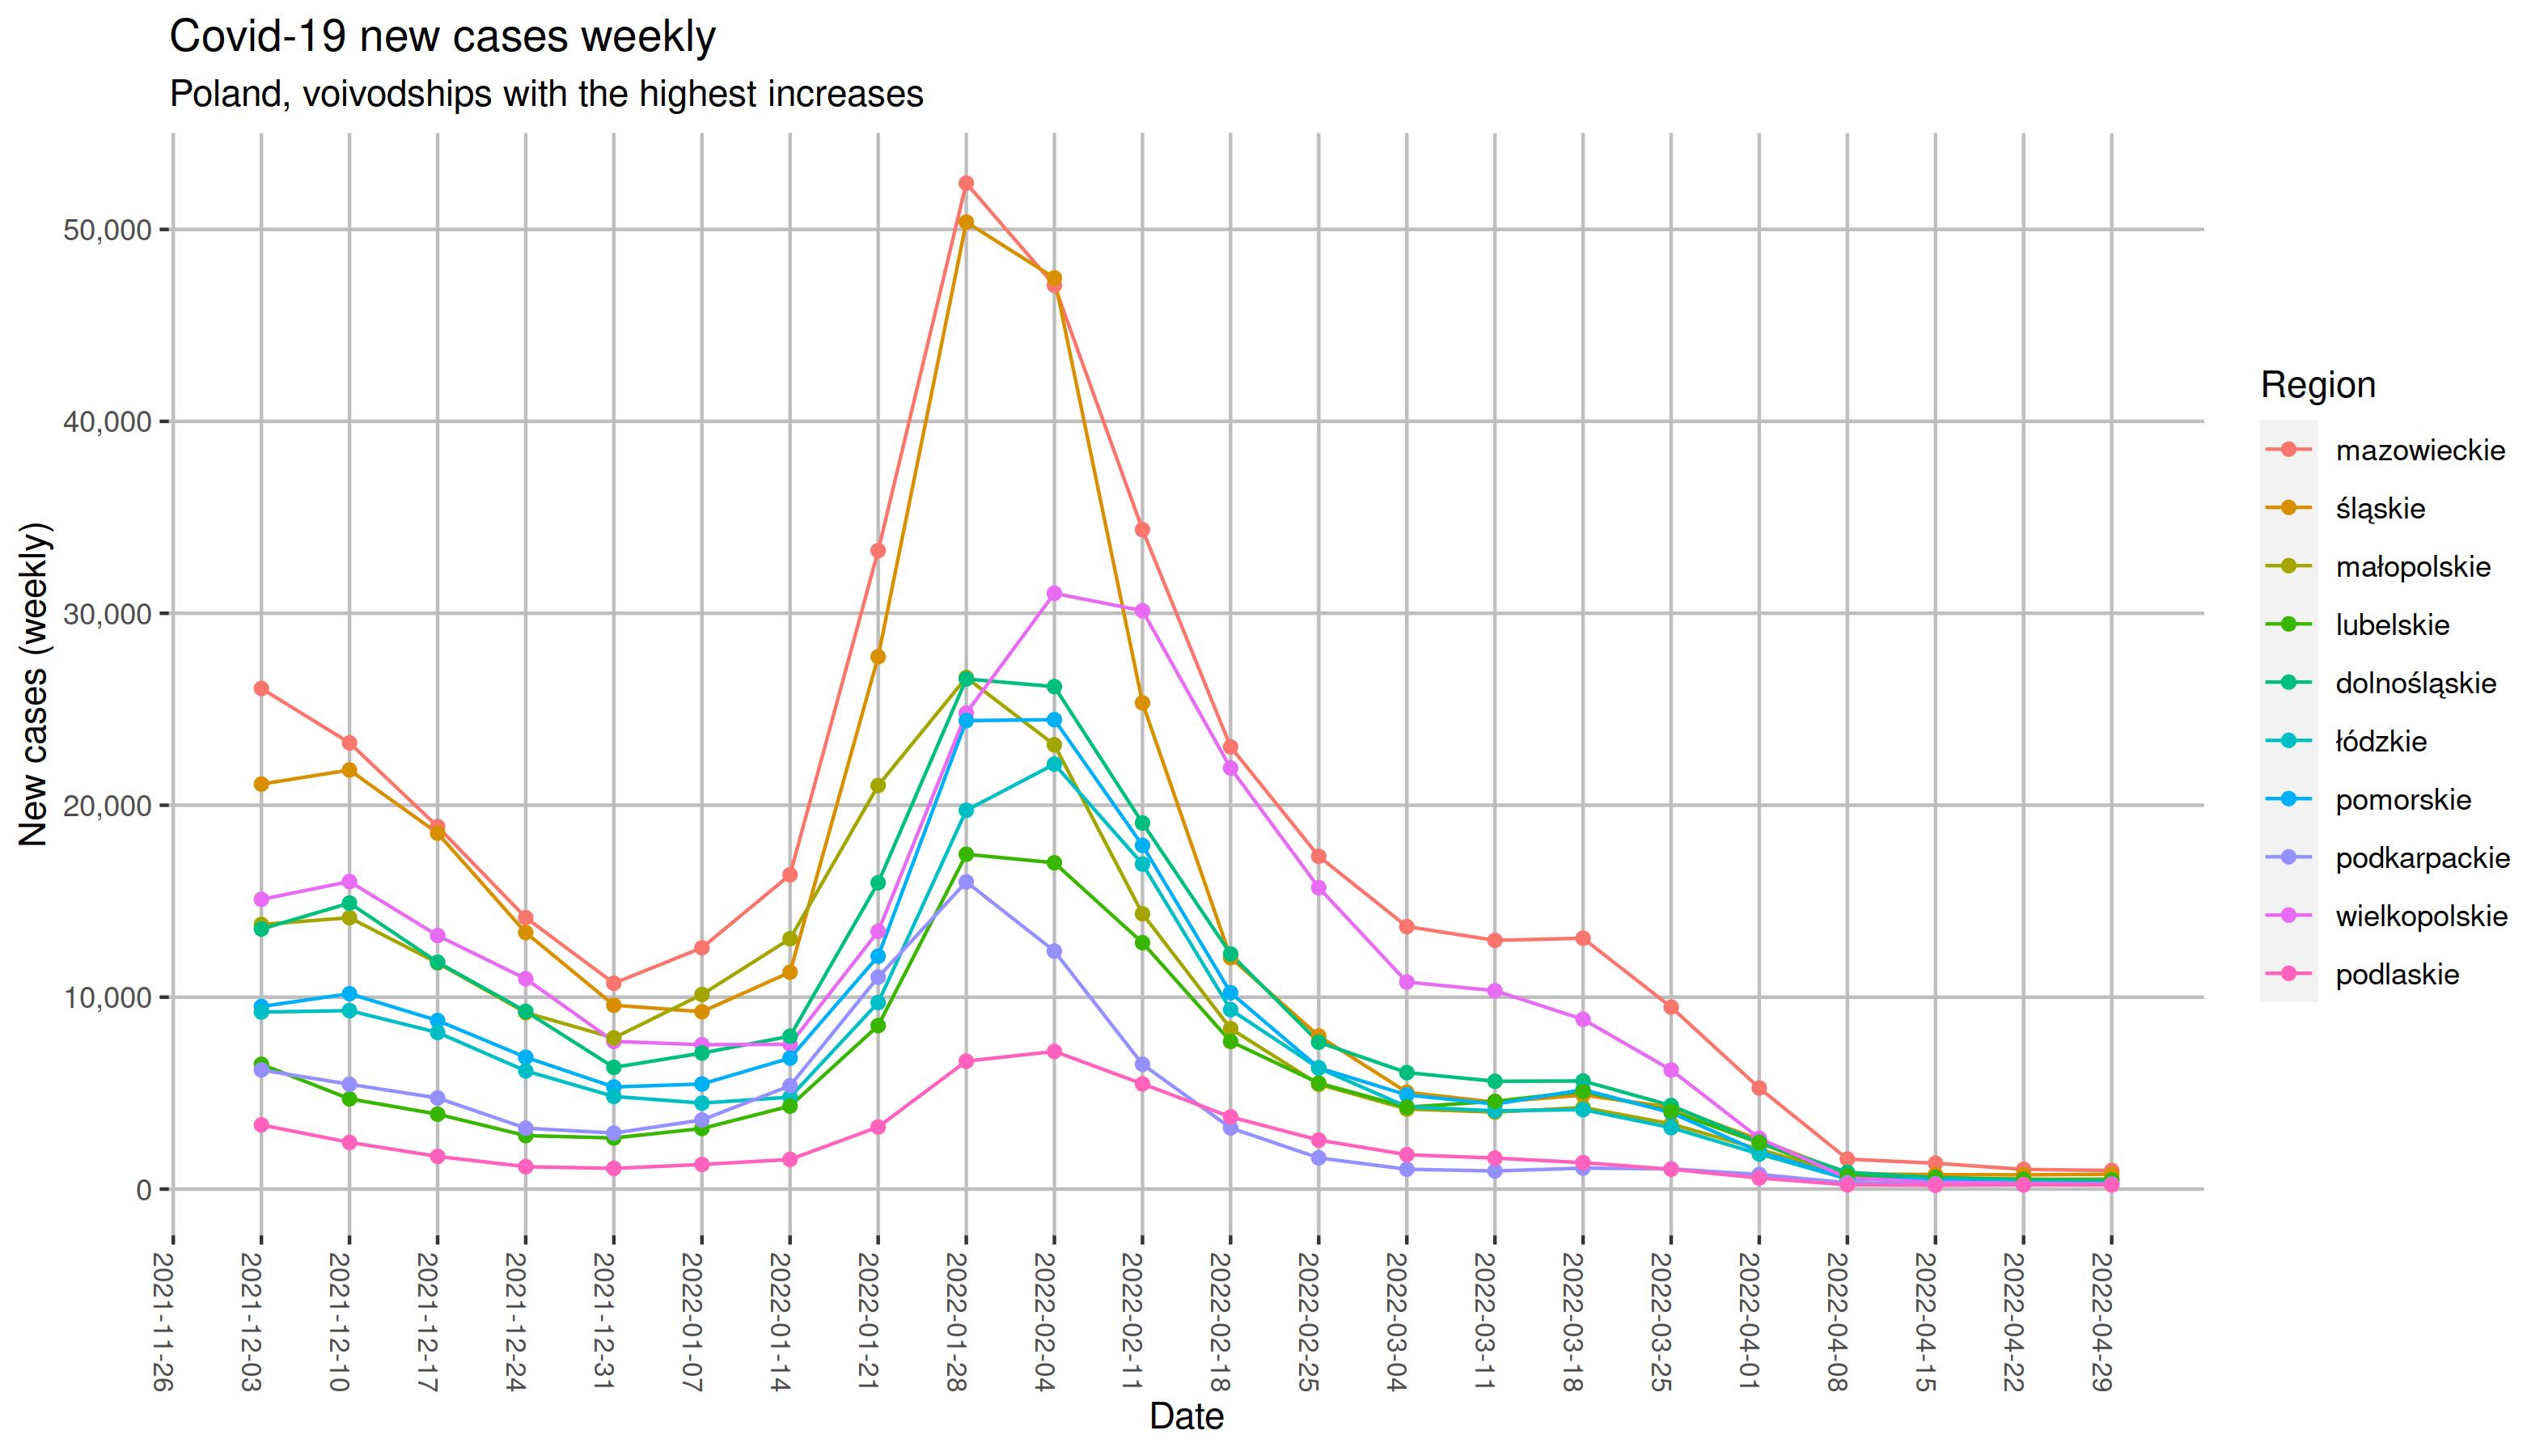 Covid-19 new cases weekly
Poland, voivodships with the highest increases
New cases (weekly)
50,000
40,000
30,000
20,000
10,000
0
2021-11-26
2021-12-03
2021-12-10
2021-12-17
2021-12-24
2021-12-31
2022-01-07
2022-01-14
2022-01-21
2022-01-28
2022-02-04
2022-02-11
2022-02-18
2022-02-25
2022-03-04
2022-03-11
2022-03-18
2022-03-25
2022-04-01
2022-04-08
2022-04-15
2022-04-22
2022-04-29
Date
Region
mazowieckie
śląskie
małopolskie
lubelskie
dolnośląskie
łódzkie
pomorskie
podkarpackie
wielkopolskie
podlaskie